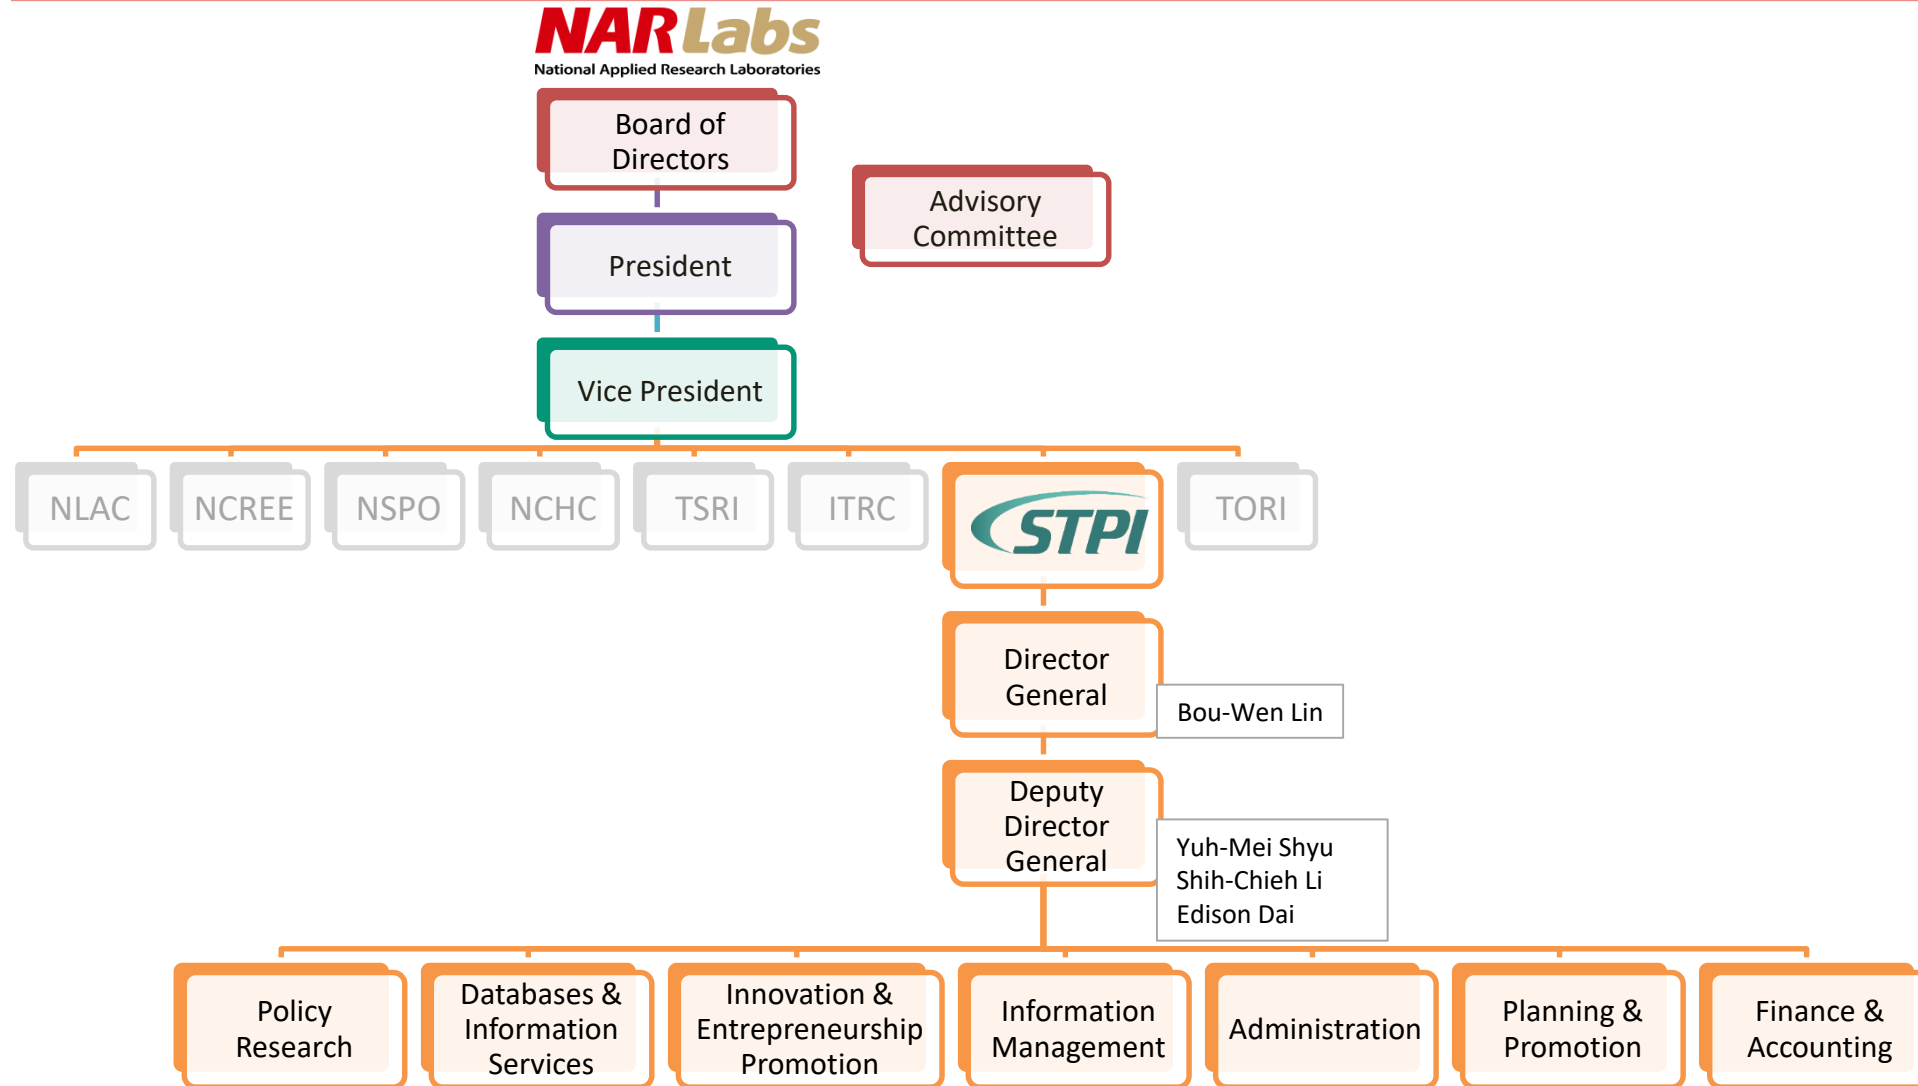 NARLabs
National Applied Research Laboratories
Board of
Directors
Advisory
Committee
President
Vice President
NLAC
NCREE
NSPO
NCHC
TSRI
ITRC
STPI
TORI
Director
General
Bou-Wen Lin
Deputy
Director
General
Yuh-Mei Shyu
Shih-Chieh Li
Edison Dai
Policy
Research
Databases &
Information
Services
Innovation &
Entrepreneurship
Promotion
Information
Management
Administration
Planning &
Promotion
Finance &
Accounting